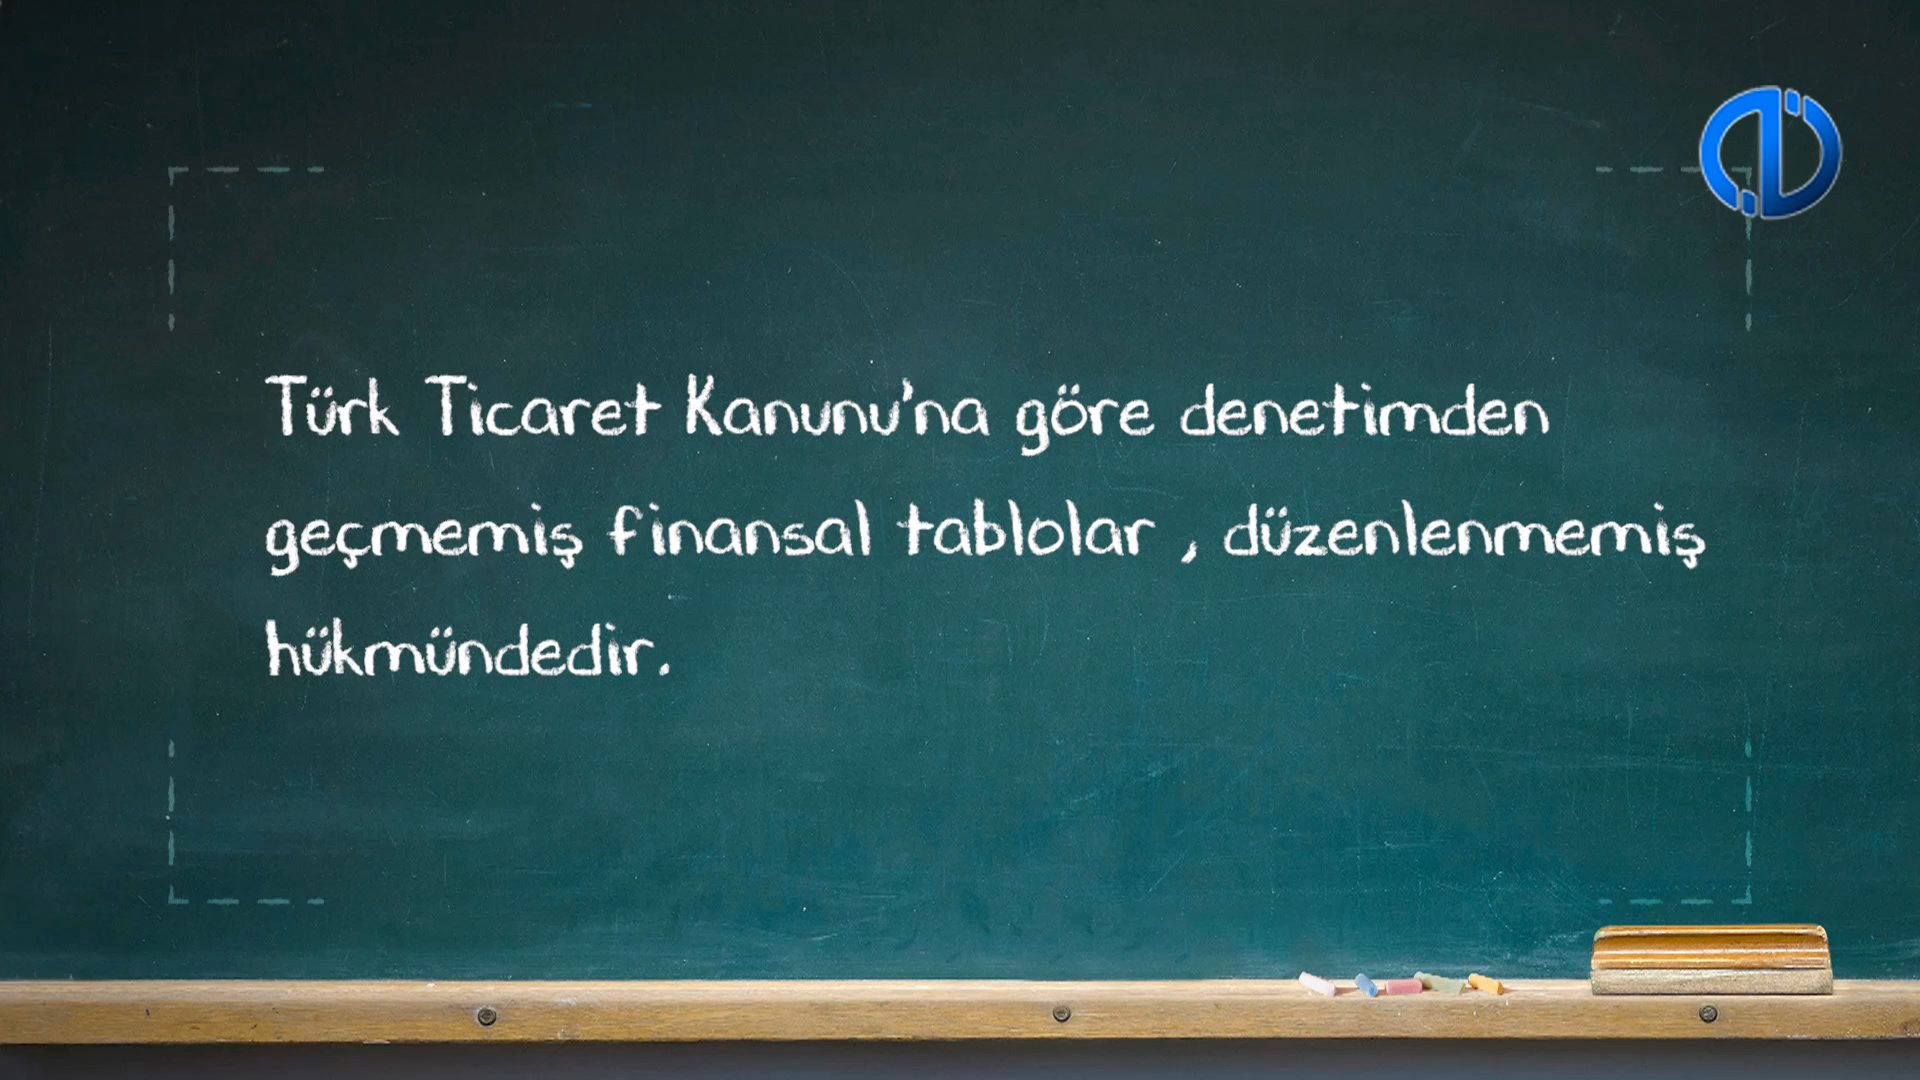 Türk Ticaret Kanunu'na göre denetimden
geçmemiş finansal tablolar , düzenlenmemiş
hükmündedir.